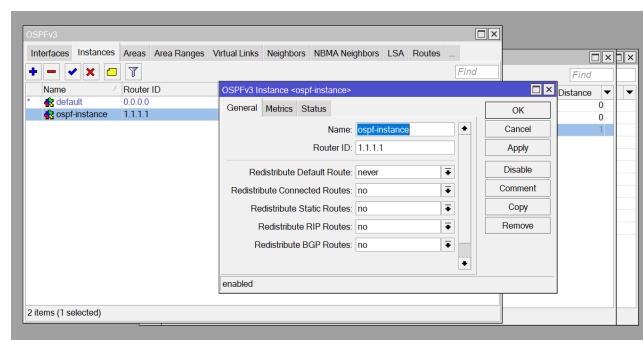 OSPFv3
Interfaces Instances Areas Area Ranges Virtual Links Neighbors NBMA Neighbors LSA Routes ...
Find
Find
Name Router ID
Distance
* default 0.0.0.0
0
ospf-instance 1.1.1.1
0
1
OSPFv3 Instance <ospf-instance>
General Metrics Status
OK
Name: ospf-instance
Cancel
Router ID: 1.1.1.1
Apply
Redistribute Default Route: never
Disable
Redistribute Connected Routes: no
Comment
Redistribute Static Routes: no
Copy
Redistribute RIP Routes: no
Remove
Redistribute BGP Routes: no
enabled
2 items (1 selected)